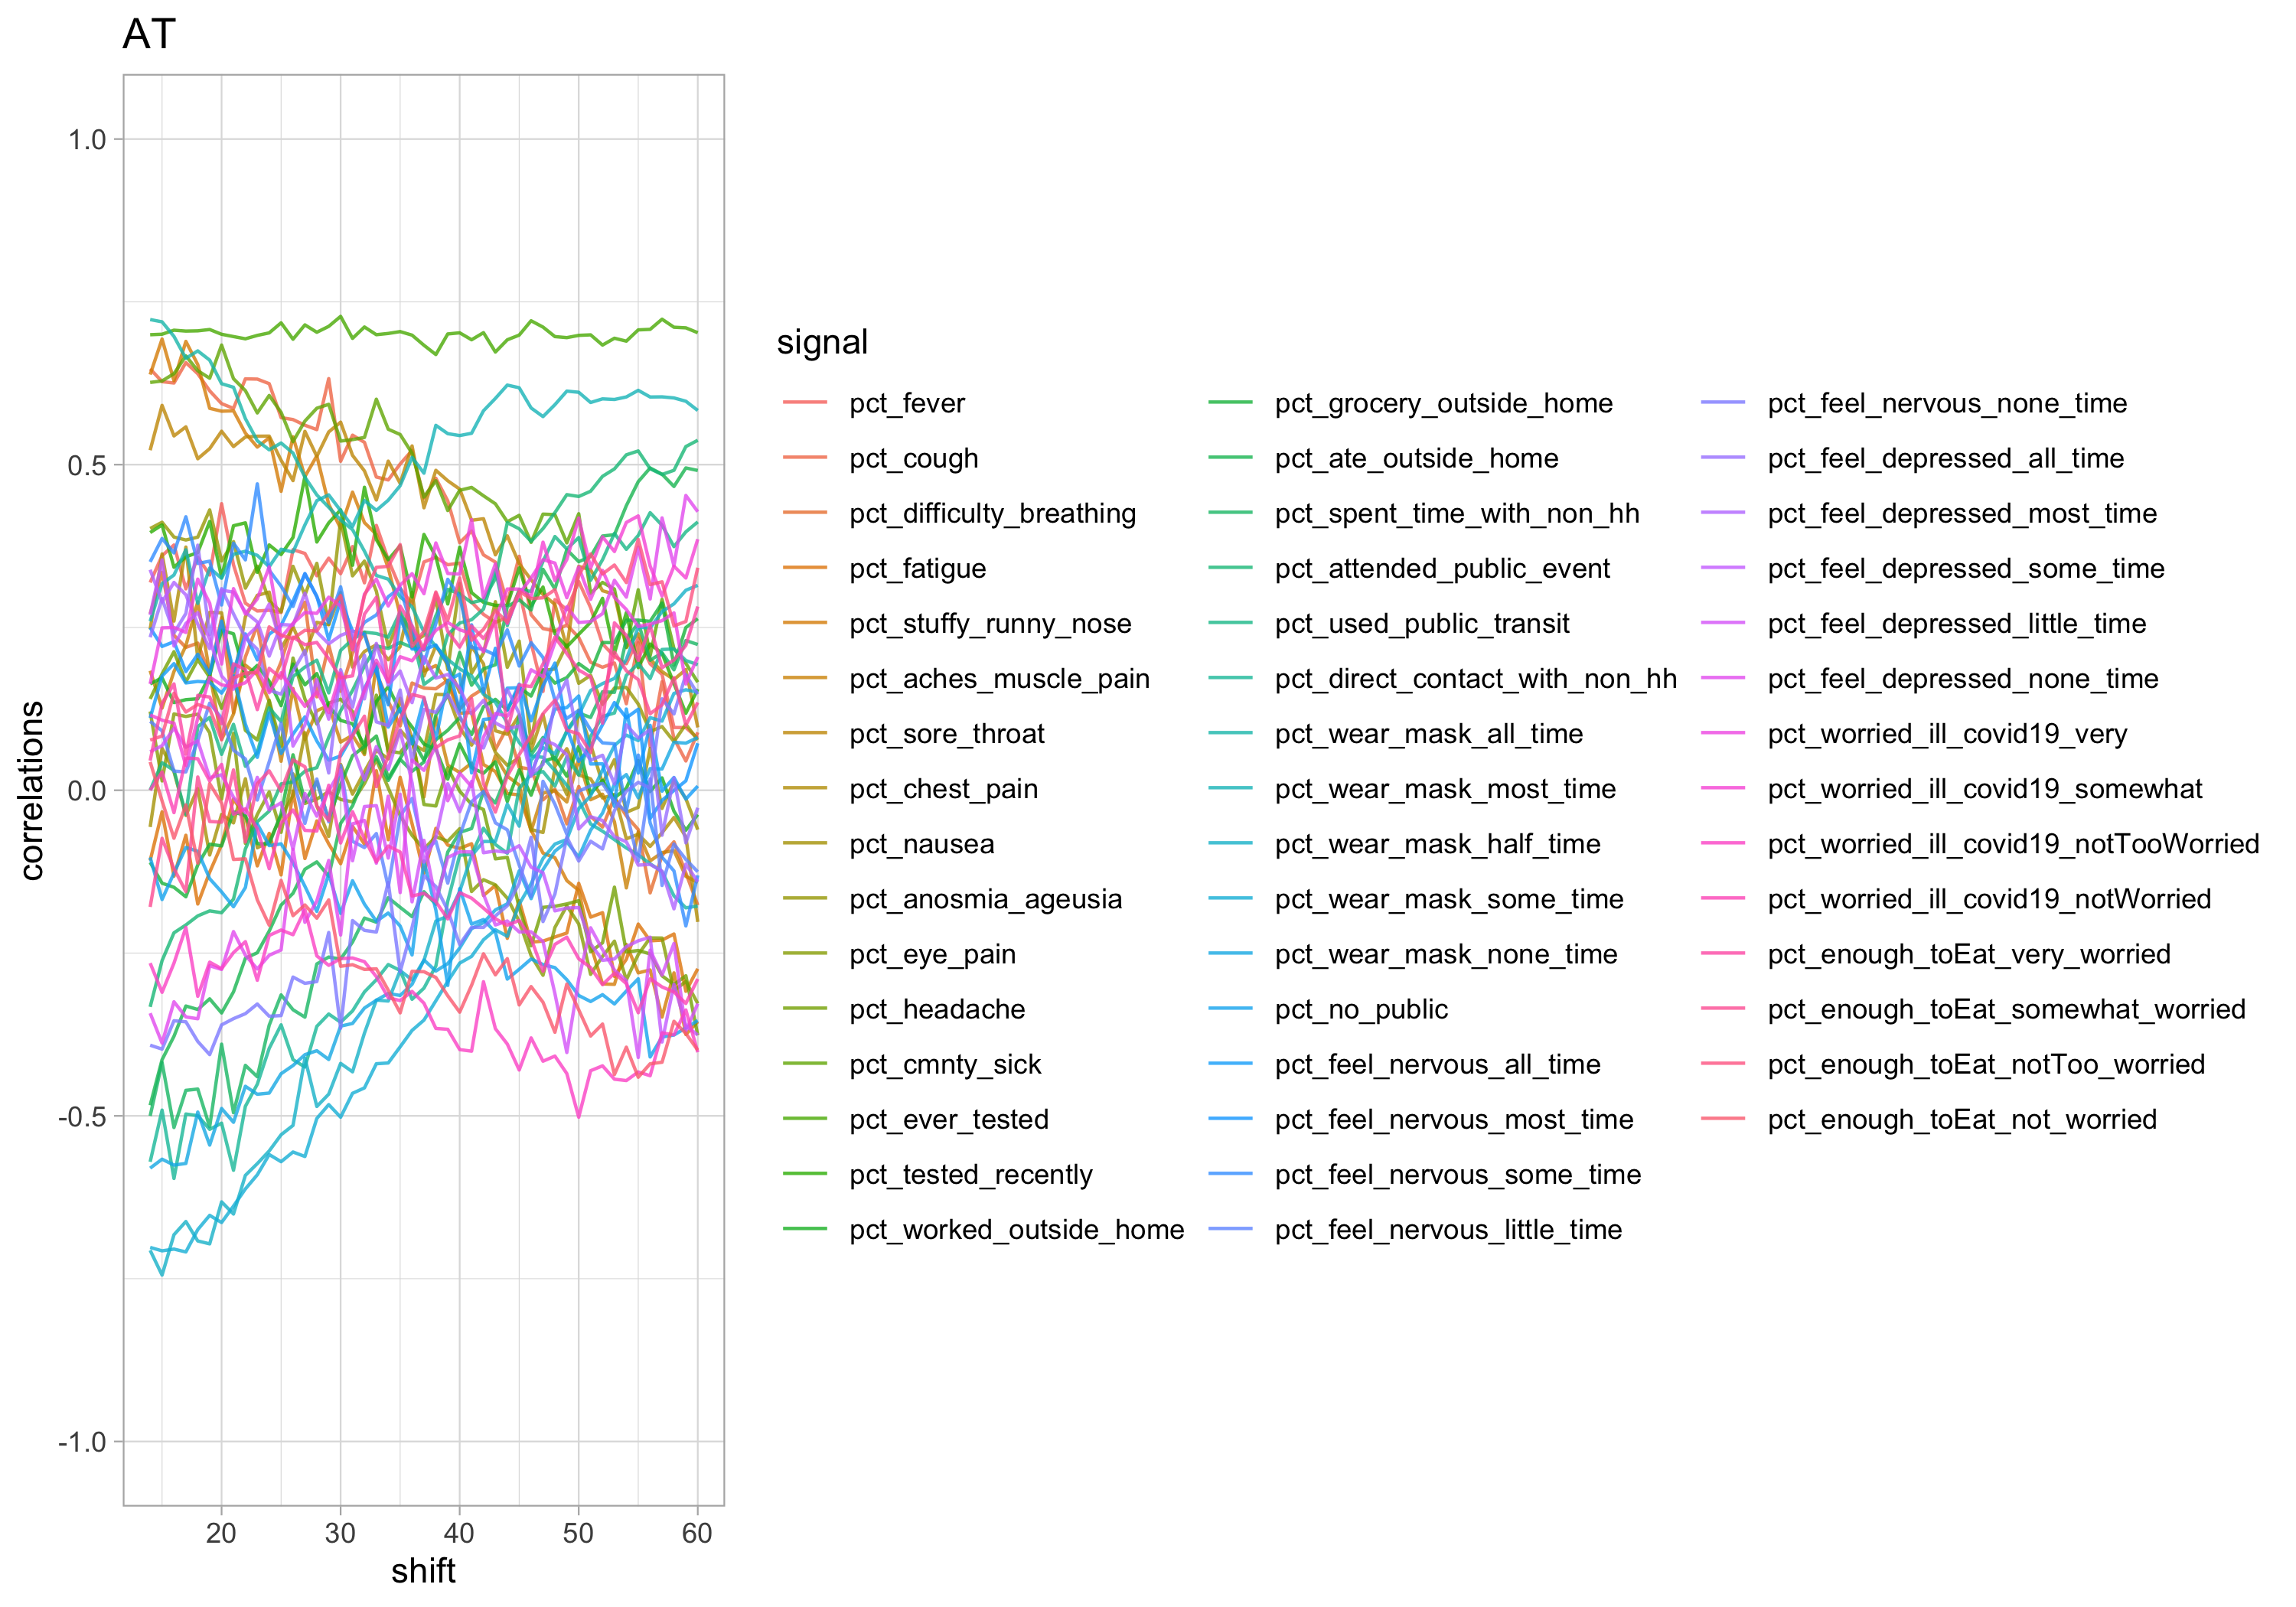 AT
1.0
0.5
0.0
-0.5
-1.0
correlations
20 30 40 50 60
shift
signal
pct_fever
pct_cough
pct_difficulty_breathing
pct_fatigue
pct_stuffy_runny_nose
pct_aches_muscle_pain
pct_sore_throat
pct_chest_pain
pct_nausea
pct_anosmia_ageusia
pct_eye_pain
pct_headache
pct_cmnty_sick
pct_ever_tested
pct_tested_recently
pct_worked_outside_home
pct_grocery_outside_home
pct_ate_outside_home
pct_spent_time_with_non_hh
pct_attended_public_event
pct_used_public_transit
pct_direct_contact_with_non_hh
pct_wear_mask_all_time
pct_wear_mask_most_time
pct_wear_mask_half_time
pct_wear_mask_some_time
pct_wear_mask_none_time
pct_no_public
pct_feel_nervous_all_time
pct_feel_nervous_most_time
pct_feel_nervous_some_time
pct_feel_nervous_little_time
pct_feel_nervous_none_time
pct_feel_depressed_all_time
pct_feel_depressed_most_time
pct_feel_depressed_some_time
pct_feel_depressed_little_time
pct_feel_depressed_none_time
pct_worried_ill_covid19_very
pct_worried_ill_covid19_somewhat
pct_worried_ill_covid19_notTooWorried
pct_worried_ill_covid19_notWorried
pct_enough_toEat_very_worried
pct_enough_toEat_somewhat_worried
pct_enough_toEat_notToo_worried
pct_enough_toEat_not_worried